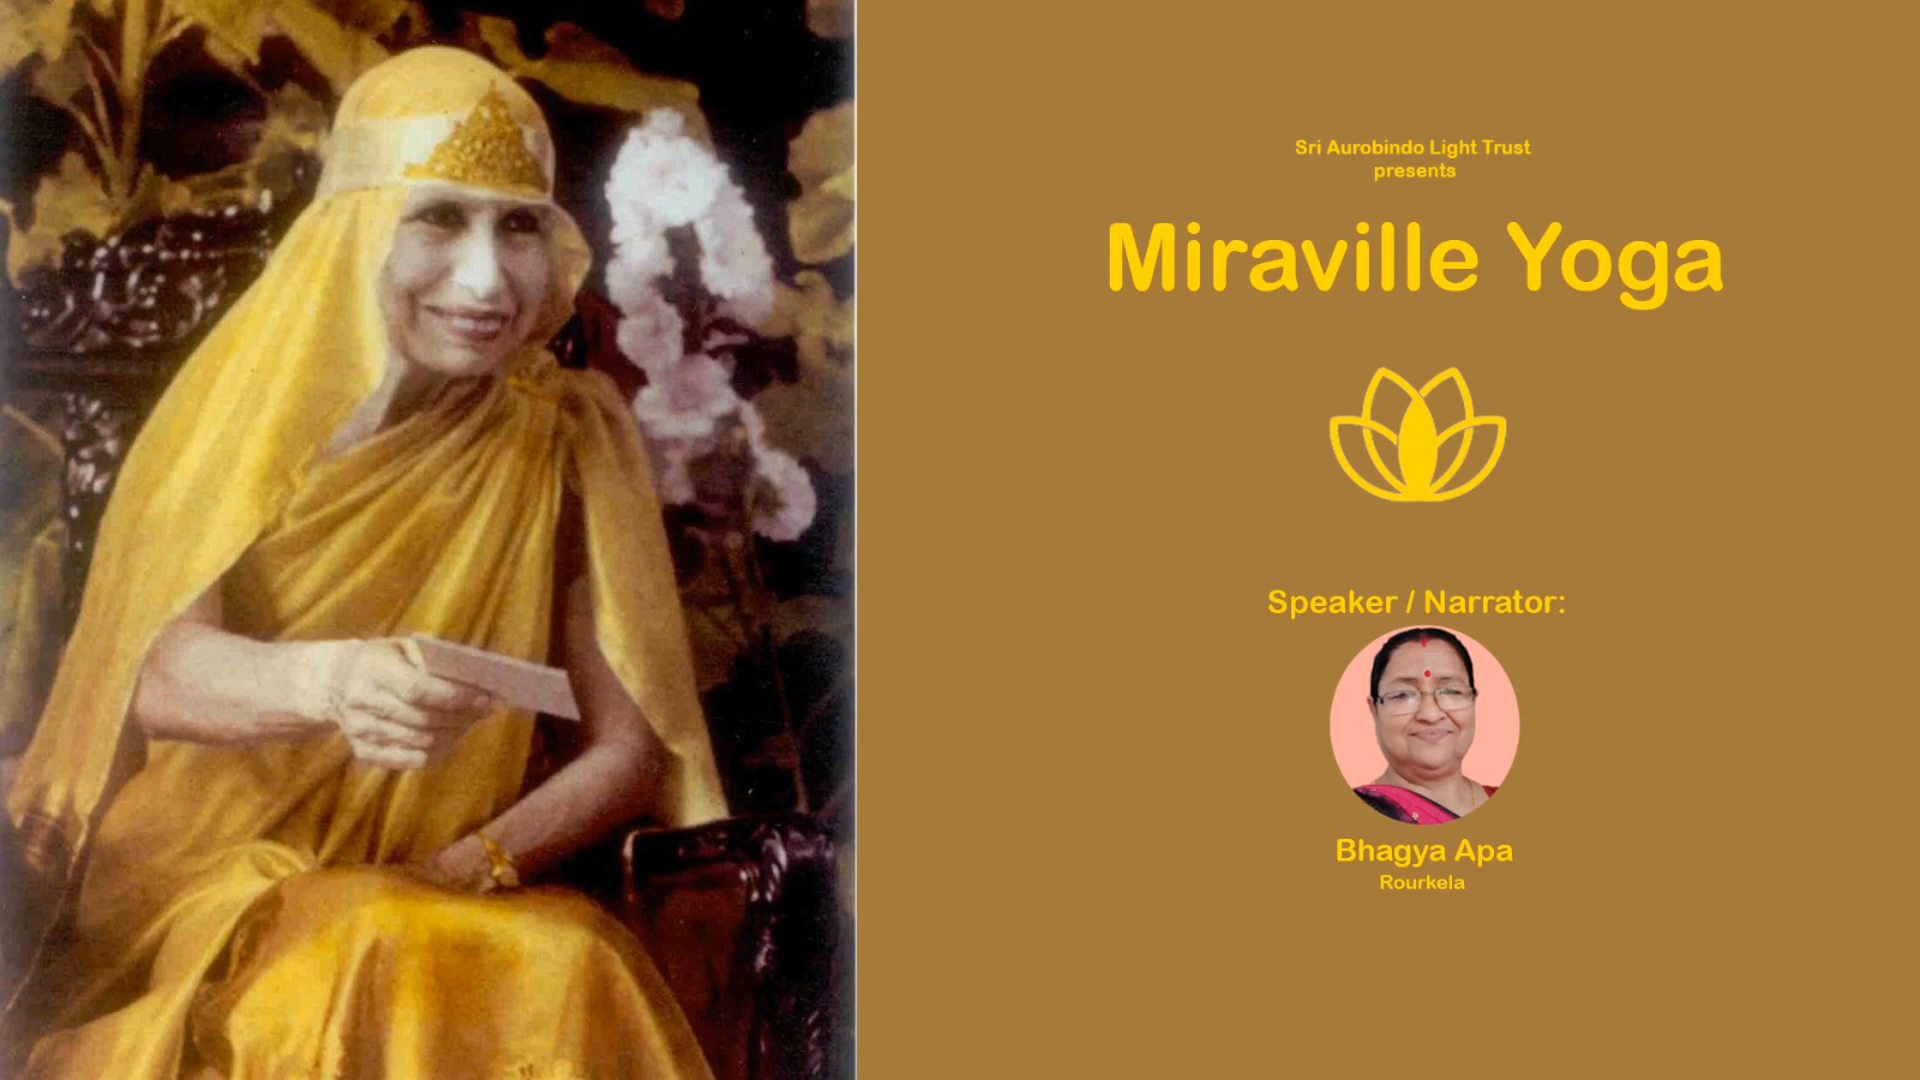 Sri Aurobindo Light Trust
presents
Miraville Yoga
Speaker / Narrator:
Bhagya Apa
Rourkela